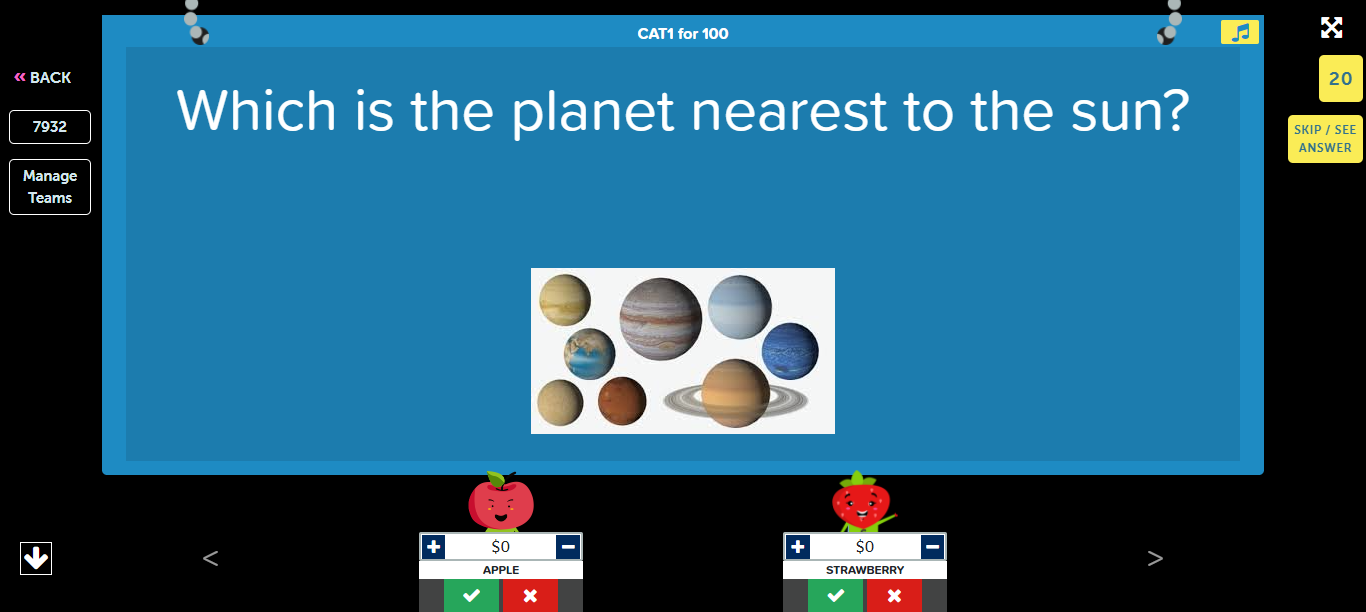 CAT1 for 100
« BACK
20
7932
Which is the planet nearest to the sun?
SKIP / SEE
ANSWER
Manage
Teams
< + $0 −
APPLE
+ $0 − >
STRAWBERRY